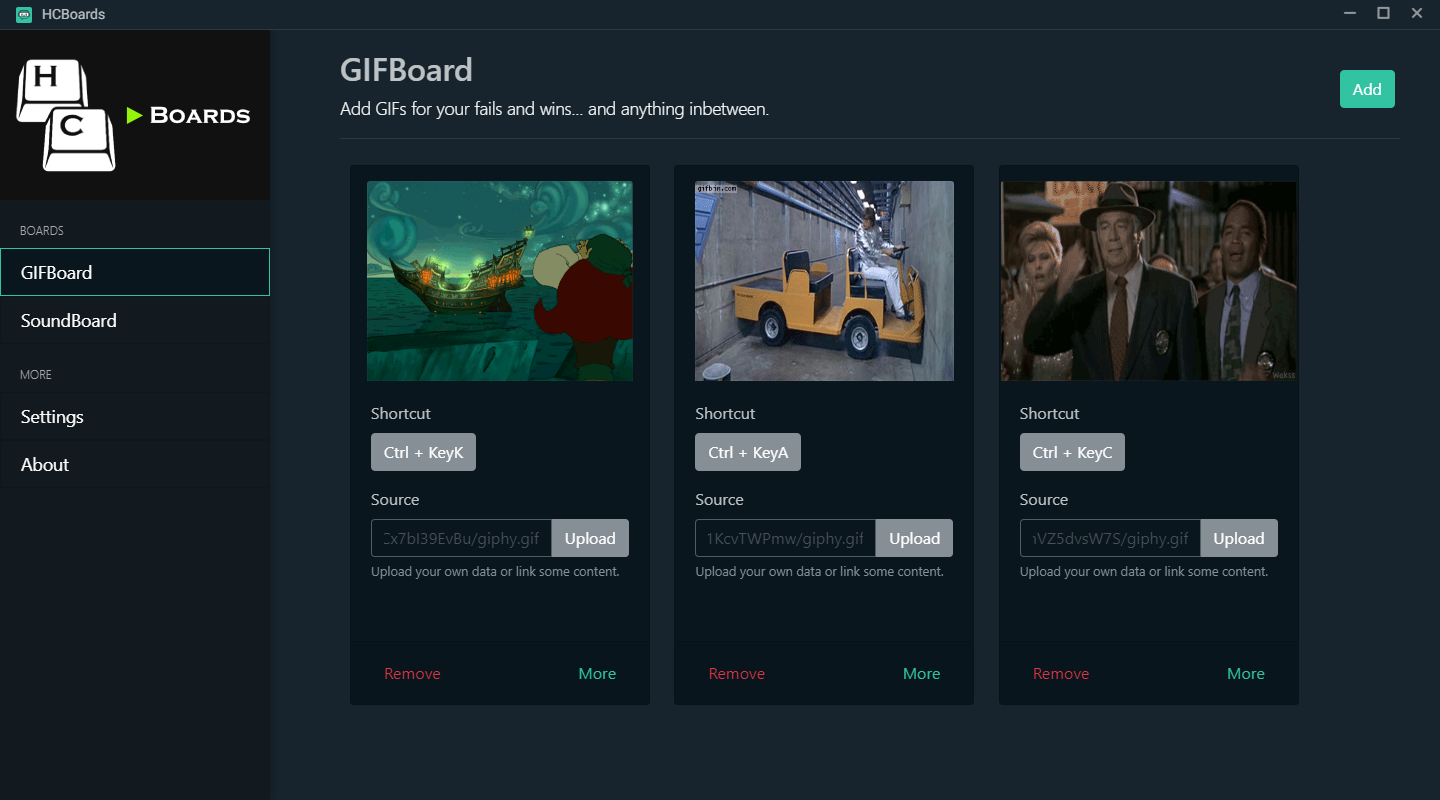 HCBoards
H
C
BOARDS
BOARDS
GIFBoard
SoundBoard
MORE
Settings
About
GIFBoard
Add GIFs for your fails and wins... and anything inbetween.
Add
gifbin.com
Wakss
Shortcut
Ctrl + KeyK
Source
Cx7bI39EvBu/giphy.gif
Upload
Upload your own data or link some content.
Remove
More
Shortcut
Ctrl + KeyA
Source
1KcvTWPmw/giphy.gif
Upload
Upload your own data or link some content.
Remove
More
Shortcut
Ctrl + KeyC
Source
VZ5dvsW7S/giphy.gif
Upload
Upload your own data or link some content.
Remove
More